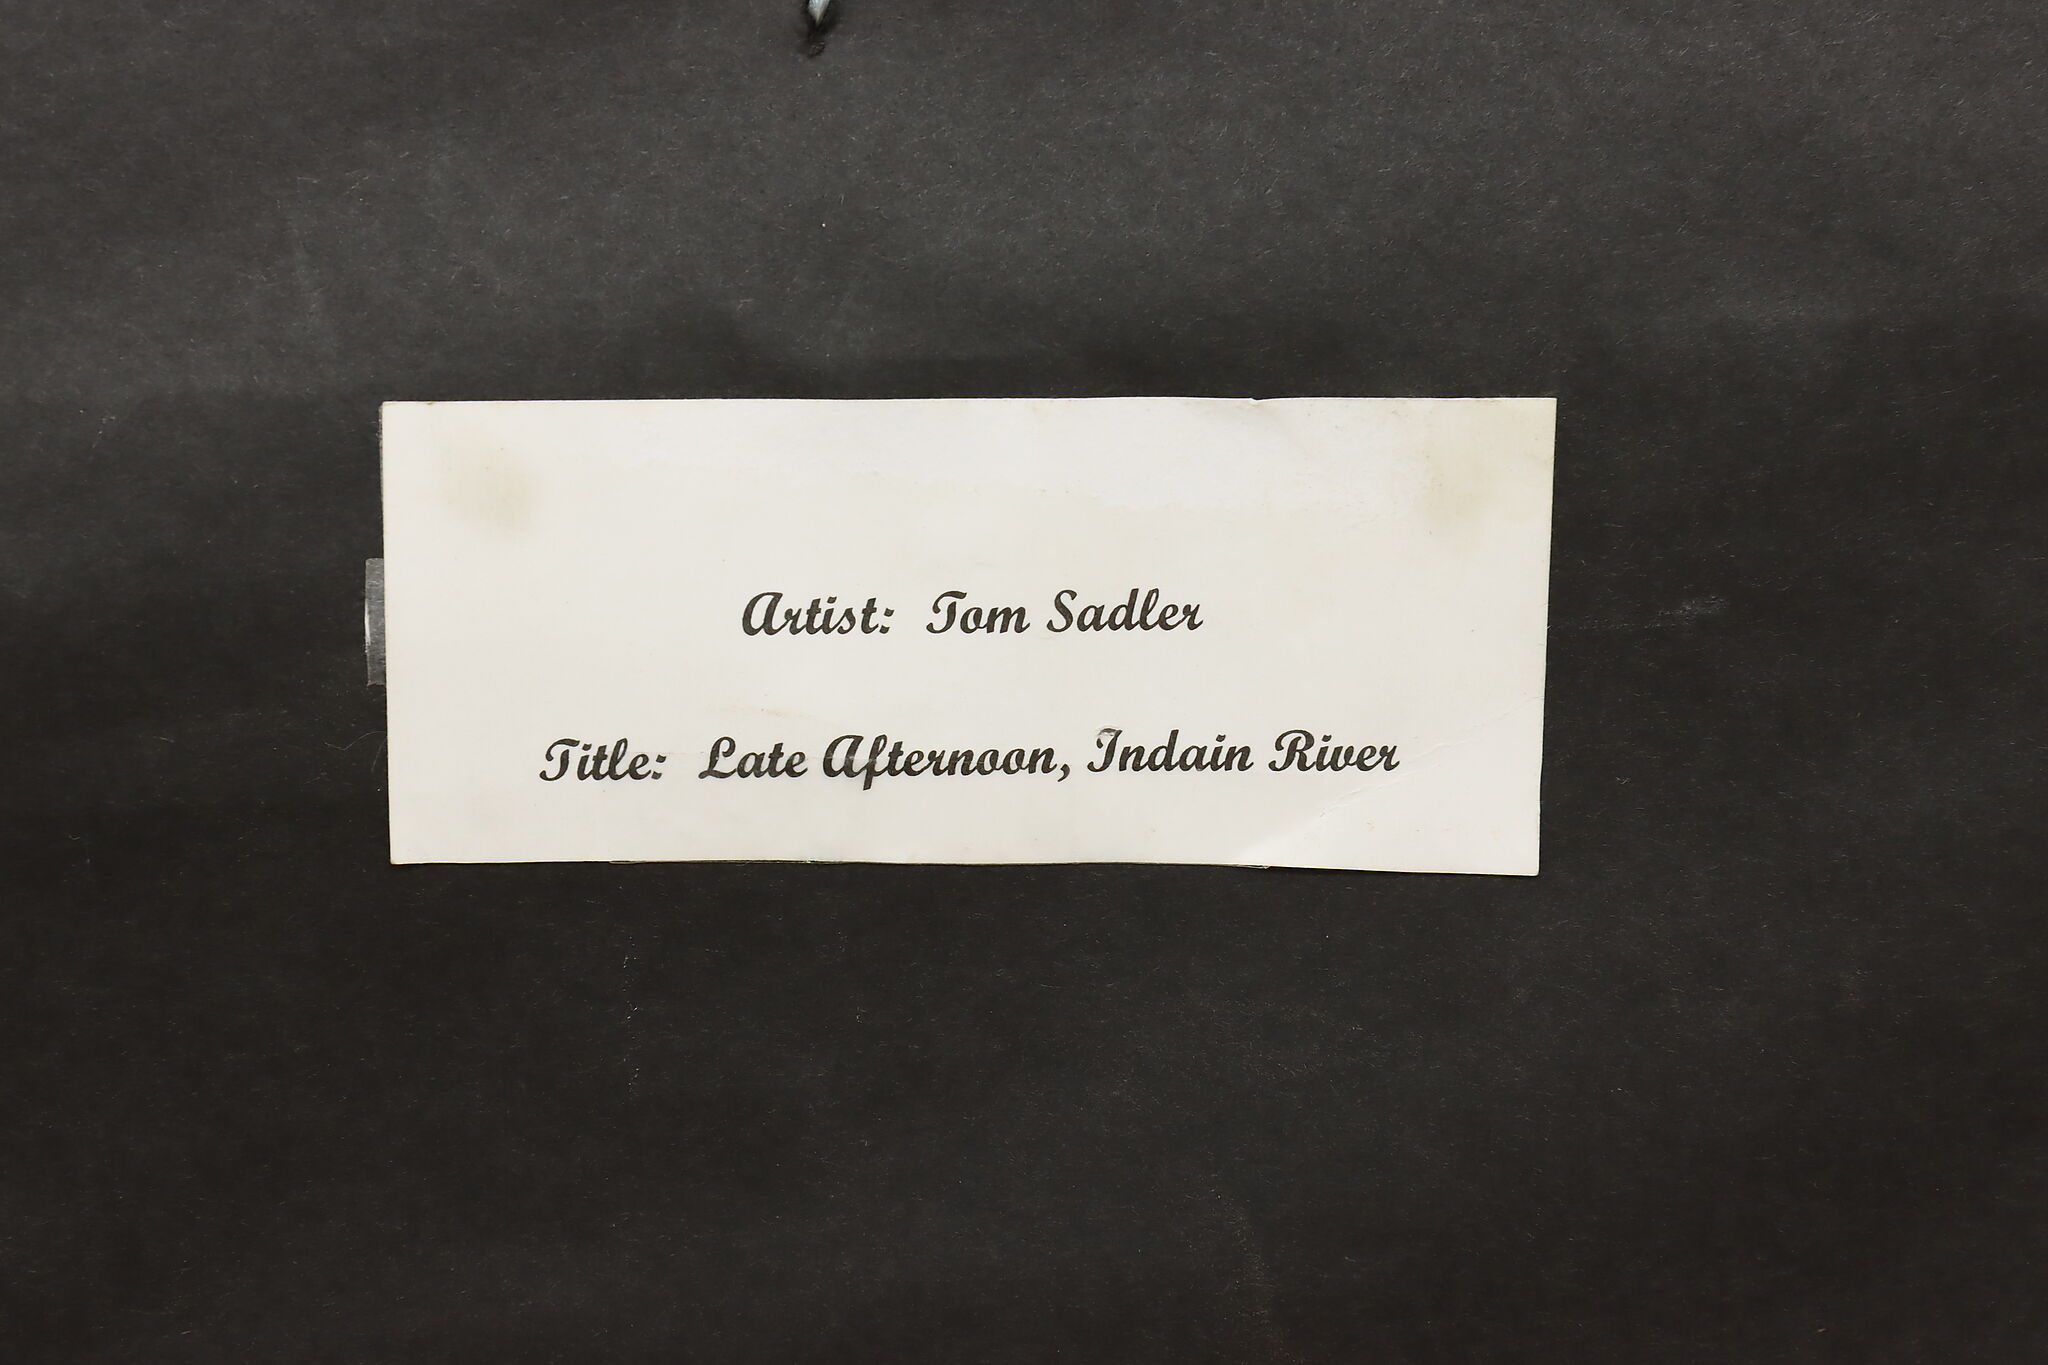 Artist: Tom Sadler
Title: Late Afternoon, Indain River